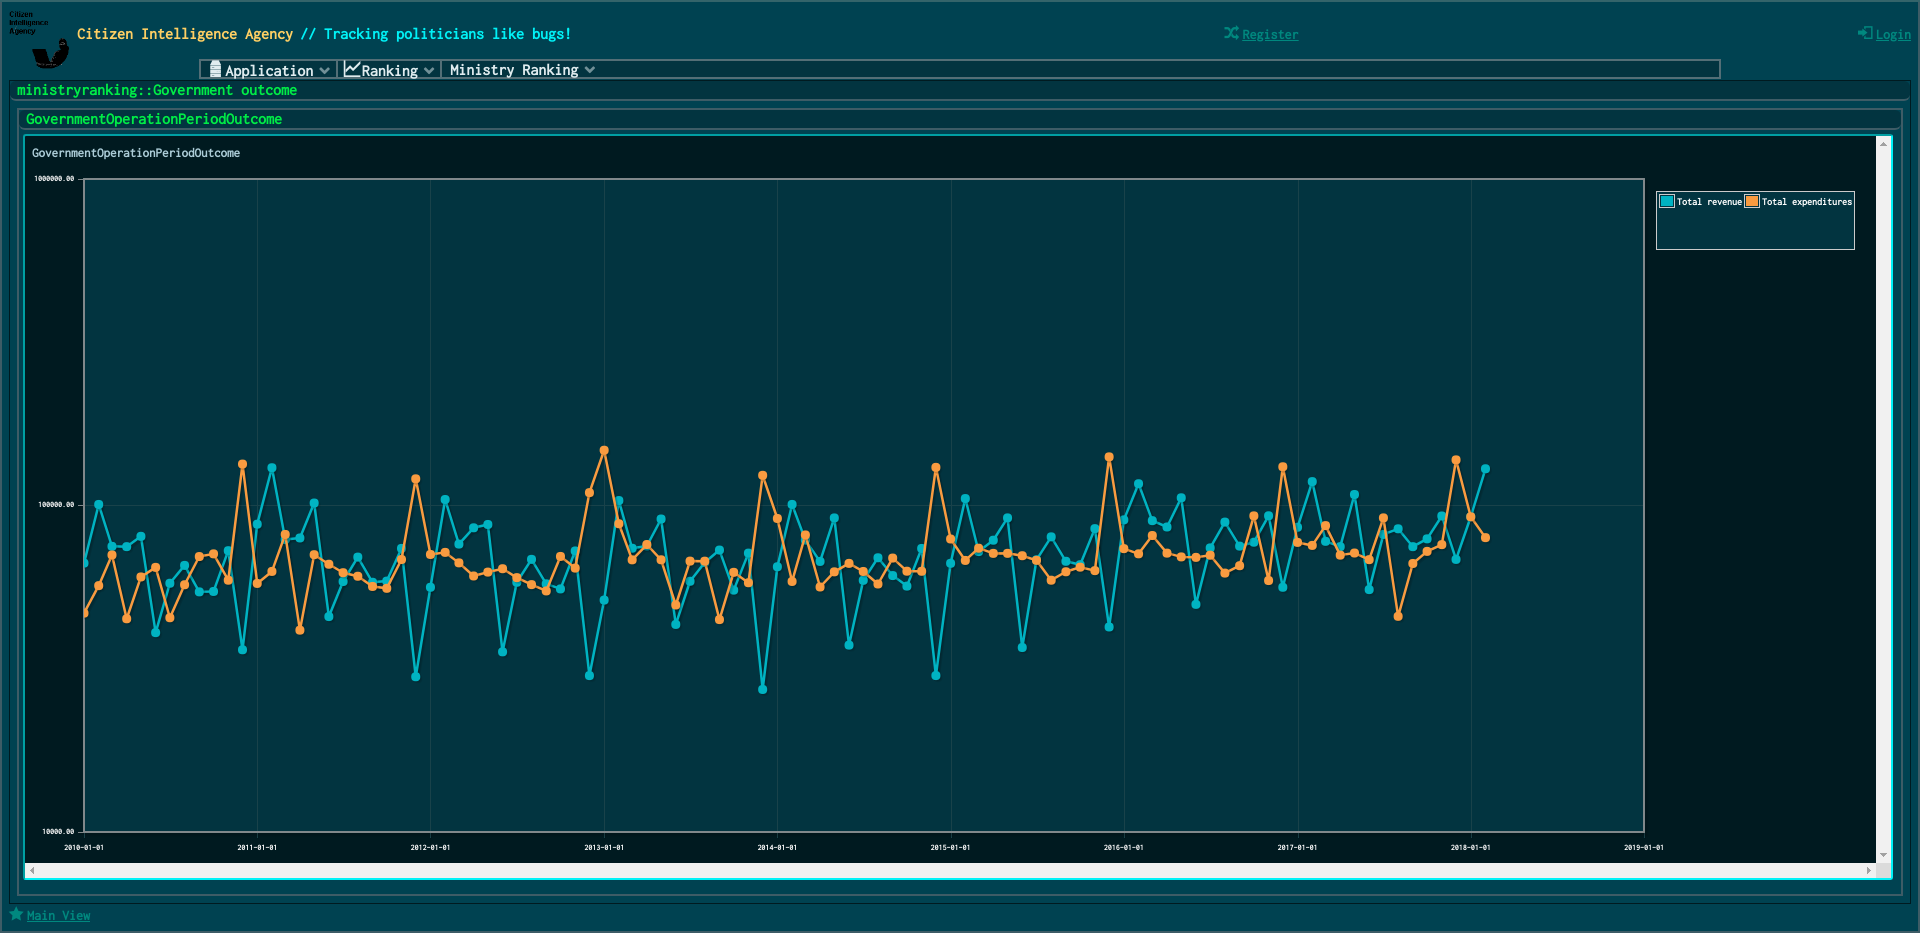 Citizen
Intelligence
Agency
Citizen Intelligence Agency // Tracking politicians like bugs!
Register
Login
Application
Ranking
Ministry Ranking
ministryranking::Government outcome
GovernmentOperationPeriodOutcome
GovernmentOperationPeriodOutcome
1000000.00
100000.00
10000.00
Total revenue
Total expenditures
2010-01-01
2011-01-01
2012-01-01
2013-01-01
2014-01-01
2015-01-01
2016-01-01
2017-01-01
2018-01-01
2019-01-01
Main View